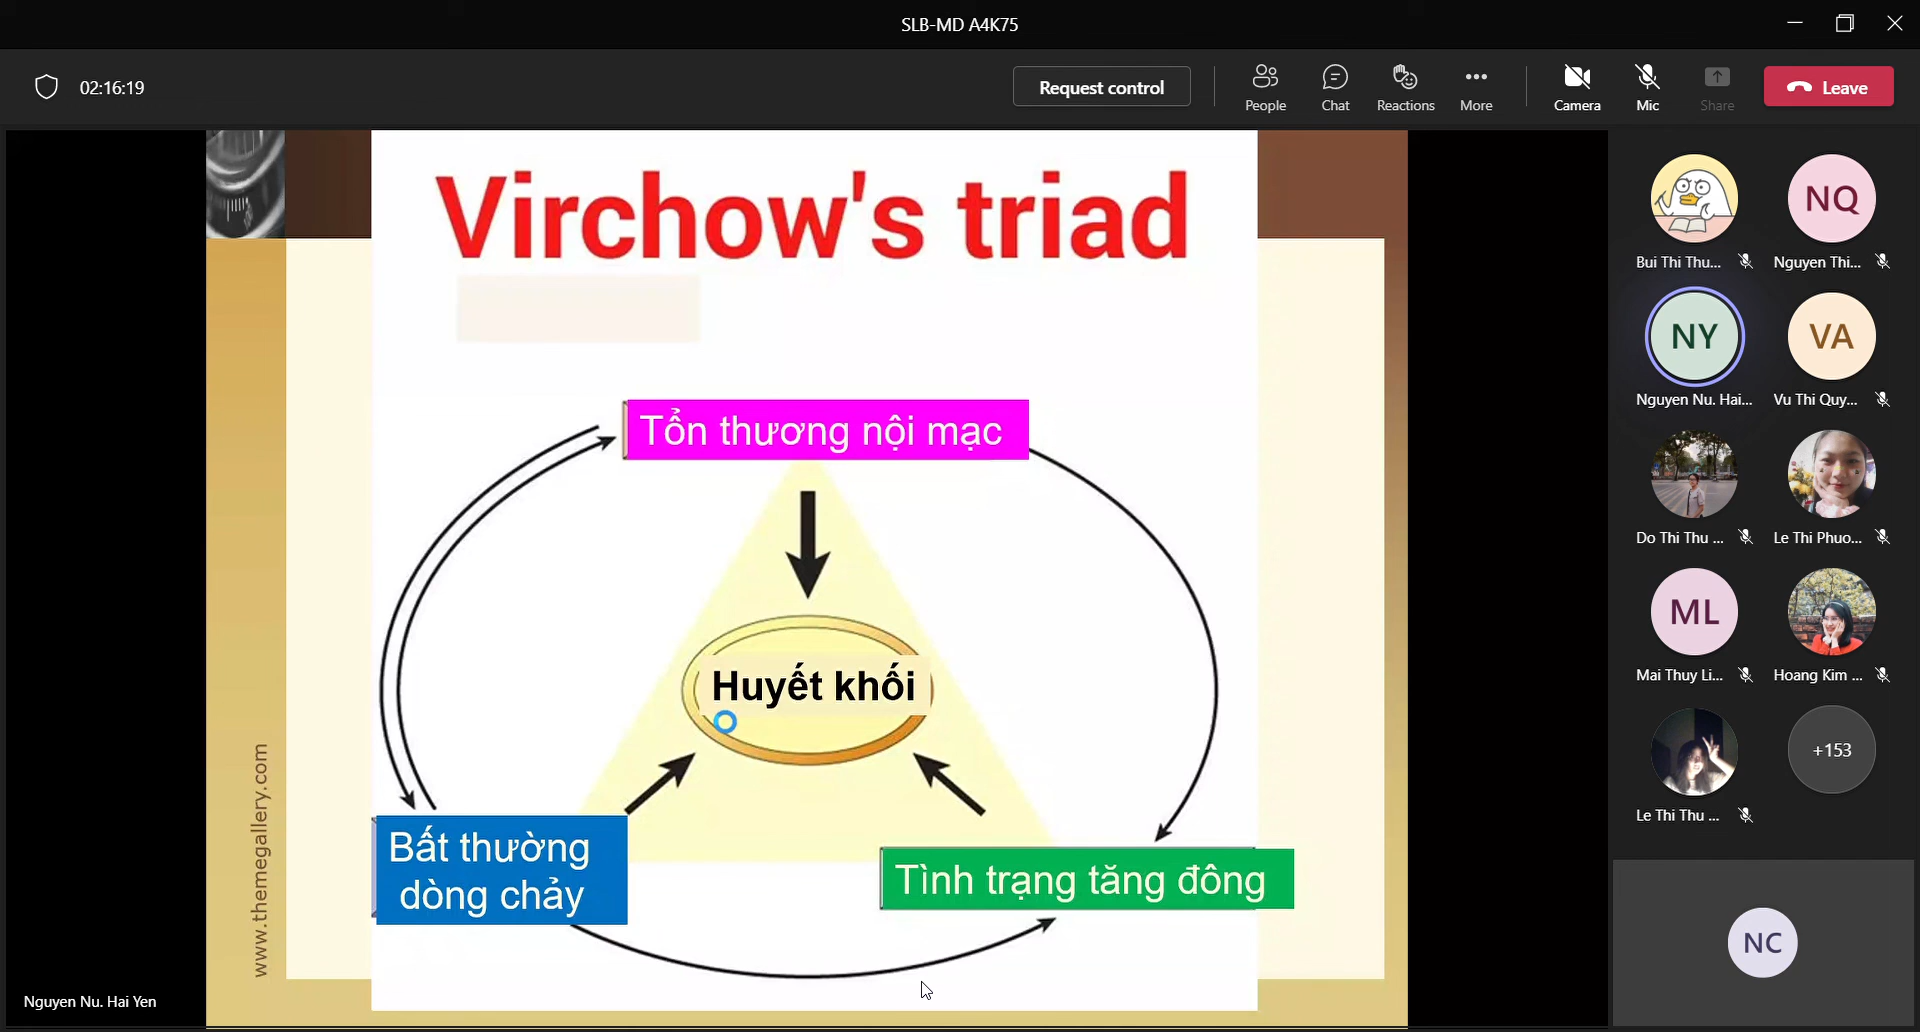 SLB-MD A4K75
02:16:19
Request control
People
Chat
Reactions
More
Camera
Mic
Share
Leave
Virchow's triad
Tổn thương nội mạc
Huyết khối
Bất thường
dòng chảy
Tình trạng tăng đông
www.themegallery.com
Nguyen Nu. Hai Yen
Bui Thi Thu...
NQ
Nguyen Thi...
NY
Nguyen Nu. Hai...
VA
Vu Thi Quy...
Do Thi Thu ...
Le Thi Phuo...
ML
Mai Thuy Li...
Hoang Kim ...
Le Thi Thu ...
+153
NC